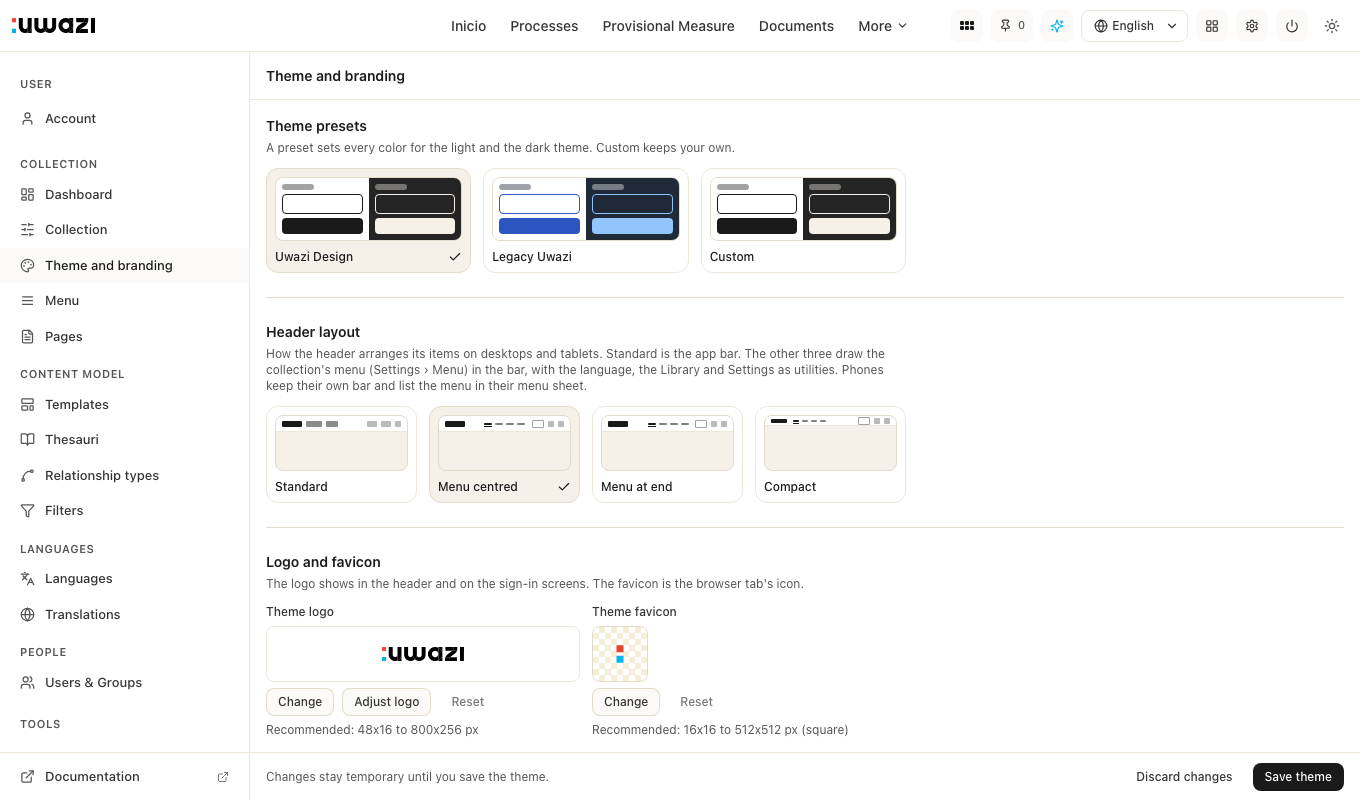 uwazi
Inicio
Processes
Provisional Measure
Documents
More
0
English
USER
Account
COLLECTION
Dashboard
Collection
Theme and branding
Menu
Pages
CONTENT MODEL
Templates
Thesauri
Relationship types
Filters
LANGUAGES
Languages
Translations
PEOPLE
Users & Groups
TOOLS
Documentation
Theme and branding
Theme presets
A preset sets every color for the light and the dark theme. Custom keeps your own.
Uwazi Design
Legacy Uwazi
Custom
Header layout
How the header arranges its items on desktops and tablets. Standard is the app bar. The other three draw the
collection's menu (Settings › Menu) in the bar, with the language, the Library and Settings as utilities. Phones
keep their own bar and list the menu in their menu sheet.
Standard
Menu centred
Menu at end
Compact
Logo and favicon
The logo shows in the header and on the sign-in screens. The favicon is the browser tab's icon.
Theme logo
Theme favicon
uwazi
Change
Adjust logo
Reset
Change
Reset
Recommended: 48x16 to 800x256 px
Recommended: 16x16 to 512x512 px (square)
Changes stay temporary until you save the theme.
Discard changes
Save theme